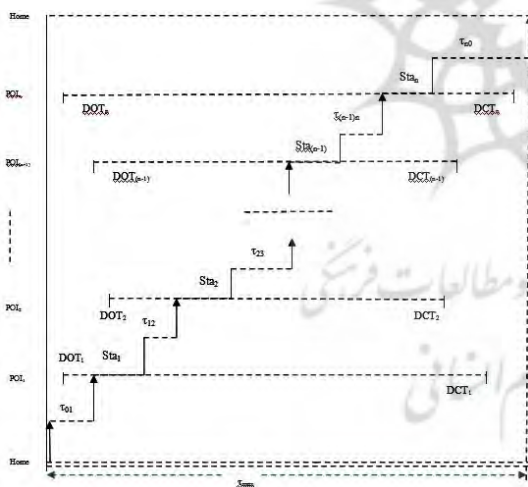 Home
τₙ₀
Staₙ
POIₙ
DOTₙ
DCTₙ
τ₍ₙ₋₁₎ₙ
Sta₍ₙ₋₁₎
DOT₍ₙ₋₁₎
DCT₍ₙ₋₁₎
τ₂₃
و مطالعات فرهنگی
Sta₂
DOT₂
DCT₂
τ₁₂
DOT₁
Sta₁
POI₁
DCT₁
τ₀₁
Home